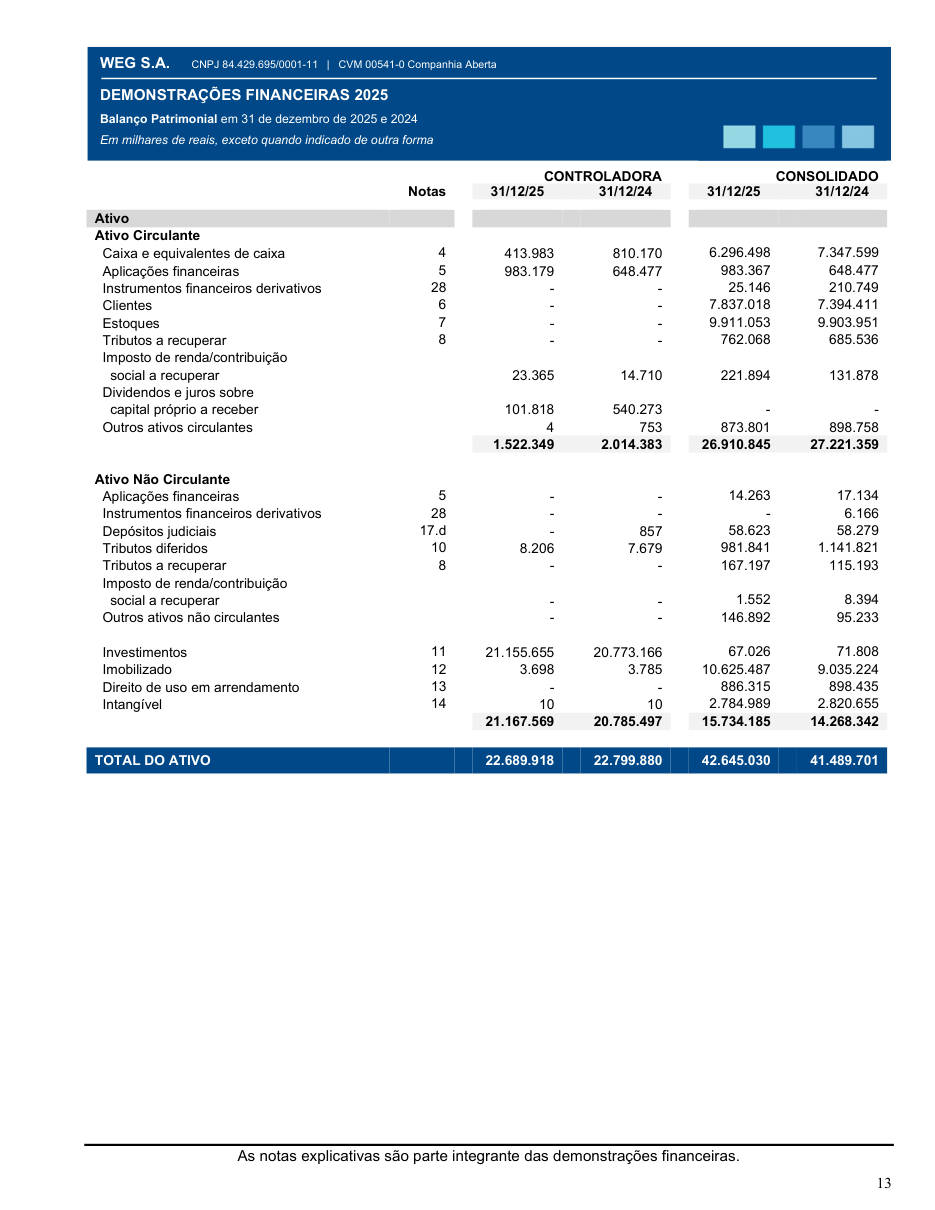 WEG S.A. CNPJ 84.429.695/0001-11 | CVM 00541-0 Companhia Aberta
DEMONSTRAÇÕES FINANCEIRAS 2025
Balanço Patrimonial em 31 de dezembro de 2025 e 2024
Em milhares de reais, exceto quando indicado de outra forma
CONTROLADORA CONSOLIDADO
Notas 31/12/25 31/12/24 31/12/25 31/12/24
Ativo
Ativo Circulante
Caixa e equivalentes de caixa 4 413.983 810.170 6.296.498 7.347.599
Aplicações financeiras 5 983.179 648.477 983.367 648.477
Instrumentos financeiros derivativos 28 - - 25.146 210.749
Clientes 6 - - 7.837.018 7.394.411
Estoques 7 - - 9.911.053 9.903.951
Tributos a recuperar 8 - - 762.068 685.536
Imposto de renda/contribuição
social a recuperar 23.365 14.710 221.894 131.878
Dividendos e juros sobre
capital próprio a receber 101.818 540.273 - -
Outros ativos circulantes 4 753 873.801 898.758
1.522.349 2.014.383 26.910.845 27.221.359
Ativo Não Circulante
Aplicações financeiras 5 - - 14.263 17.134
Instrumentos financeiros derivativos 28 - - - 6.166
Depósitos judiciais 17.d - 857 58.623 58.279
Tributos diferidos 10 8.206 7.679 981.841 1.141.821
Tributos a recuperar 8 - - 167.197 115.193
Imposto de renda/contribuição
social a recuperar - - 1.552 8.394
Outros ativos não circulantes - - 146.892 95.233
Investimentos 11 21.155.655 20.773.166 67.026 71.808
Imobilizado 12 3.698 3.785 10.625.487 9.035.224
Direito de uso em arrendamento 13 - - 886.315 898.435
Intangível 14 10 10 2.784.989 2.820.655
21.167.569 20.785.497 15.734.185 14.268.342
TOTAL DO ATIVO 22.689.918 22.799.880 42.645.030 41.489.701
As notas explicativas são parte integrante das demonstrações financeiras.
13